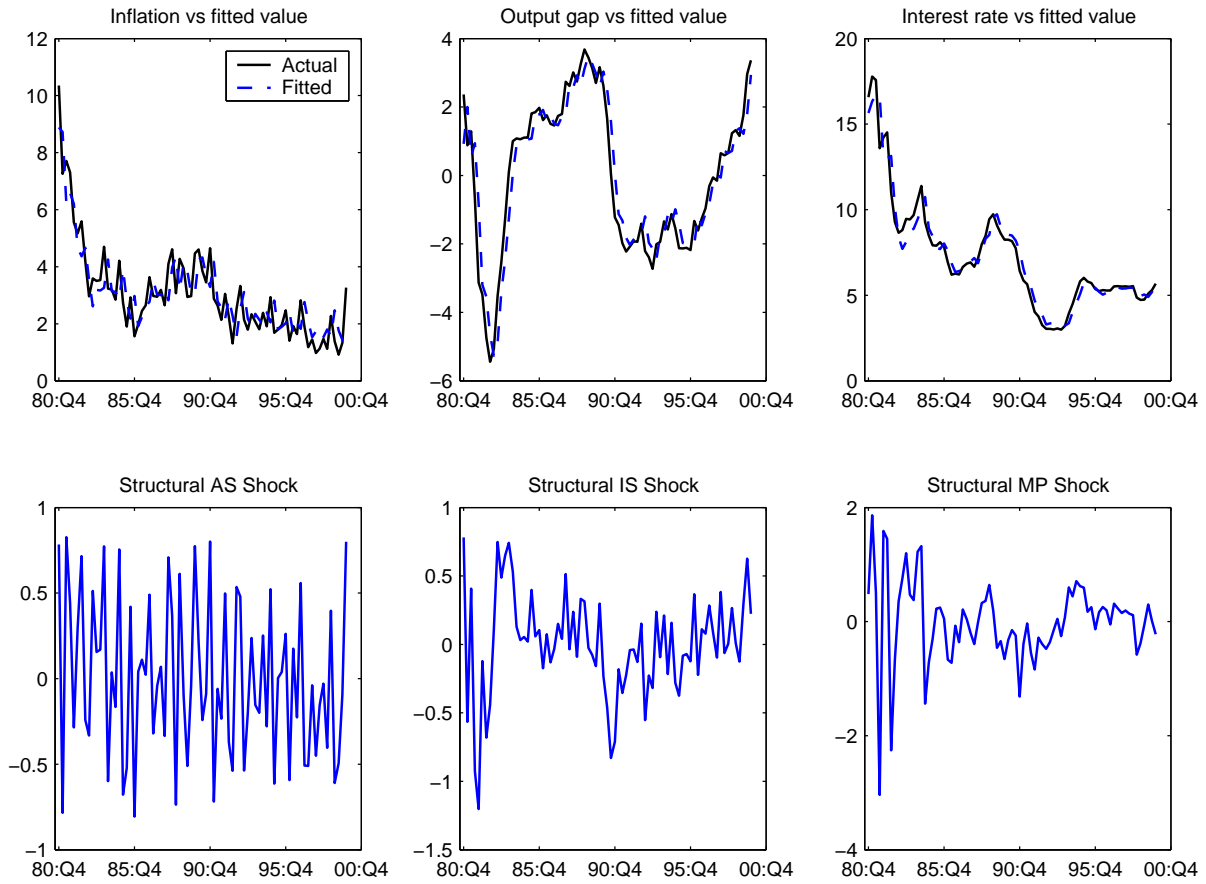 Inflation vs fitted value
Output gap vs fitted value
Interest rate vs fitted value
12
10
8
6
4
2
0
Actual
Fitted
80:Q4 85:Q4 90:Q4 95:Q4 00:Q4
4
2
0
−2
−4
−6
80:Q4 85:Q4 90:Q4 95:Q4 00:Q4
20
15
10
5
0
80:Q4 85:Q4 90:Q4 95:Q4 00:Q4
Structural AS Shock
Structural IS Shock
Structural MP Shock
1
0.5
0
−0.5
−1
80:Q4 85:Q4 90:Q4 95:Q4 00:Q4
1
0.5
0
−0.5
−1
−1.5
80:Q4 85:Q4 90:Q4 95:Q4 00:Q4
2
0
−2
−4
80:Q4 85:Q4 90:Q4 95:Q4 00:Q4